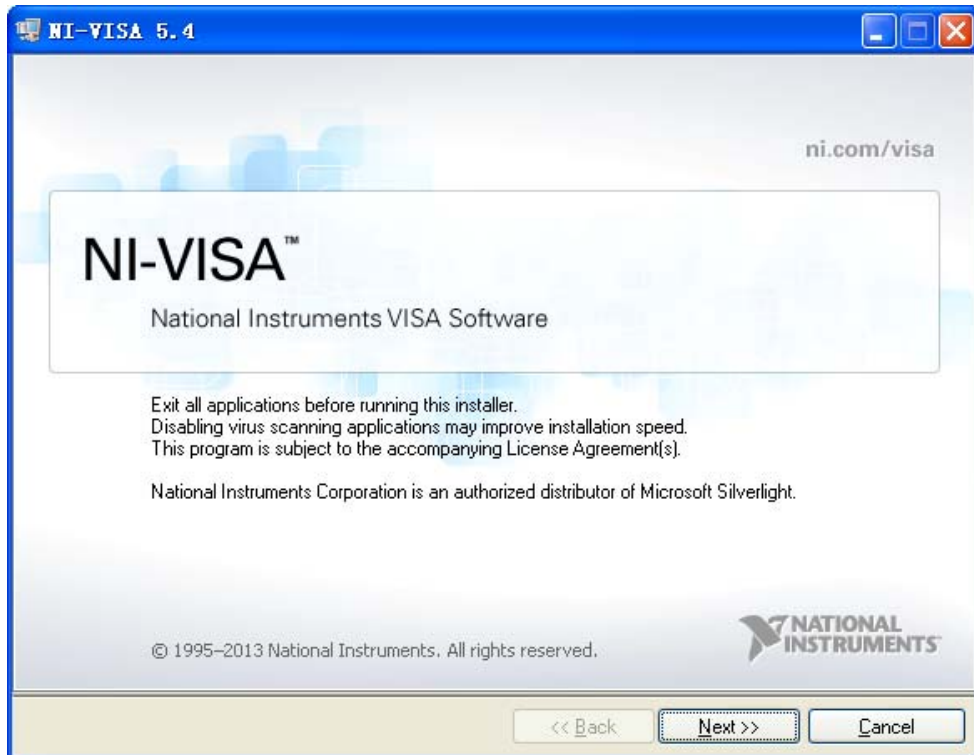 NI-VISA 5.4
ni.com/visa
NI-VISA™
National Instruments VISA Software
Exit all applications before running this installer.
Disabling virus scanning applications may improve installation speed.
This program is subject to the accompanying License Agreement(s).
National Instruments Corporation is an authorized distributor of Microsoft Silverlight.
© 1995–2013 National Instruments. All rights reserved.
NATIONAL
INSTRUMENTS™
<< Back
Next >>
Cancel